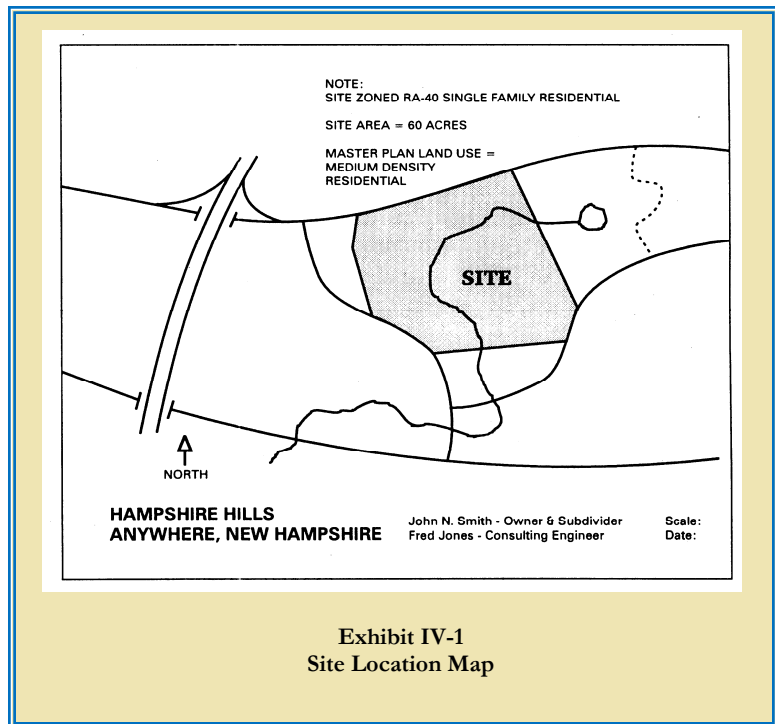 NOTE:
SITE ZONED RA-40 SINGLE FAMILY RESIDENTIAL
SITE AREA = 60 ACRES
MASTER PLAN LAND USE =
MEDIUM DENSITY
RESIDENTIAL
SITE
NORTH
HAMPSHIRE HILLS
ANYWHERE, NEW HAMPSHIRE
John N. Smith - Owner & Subdivider
Fred Jones - Consulting Engineer
Scale:
Date:
Exhibit IV-1
Site Location Map